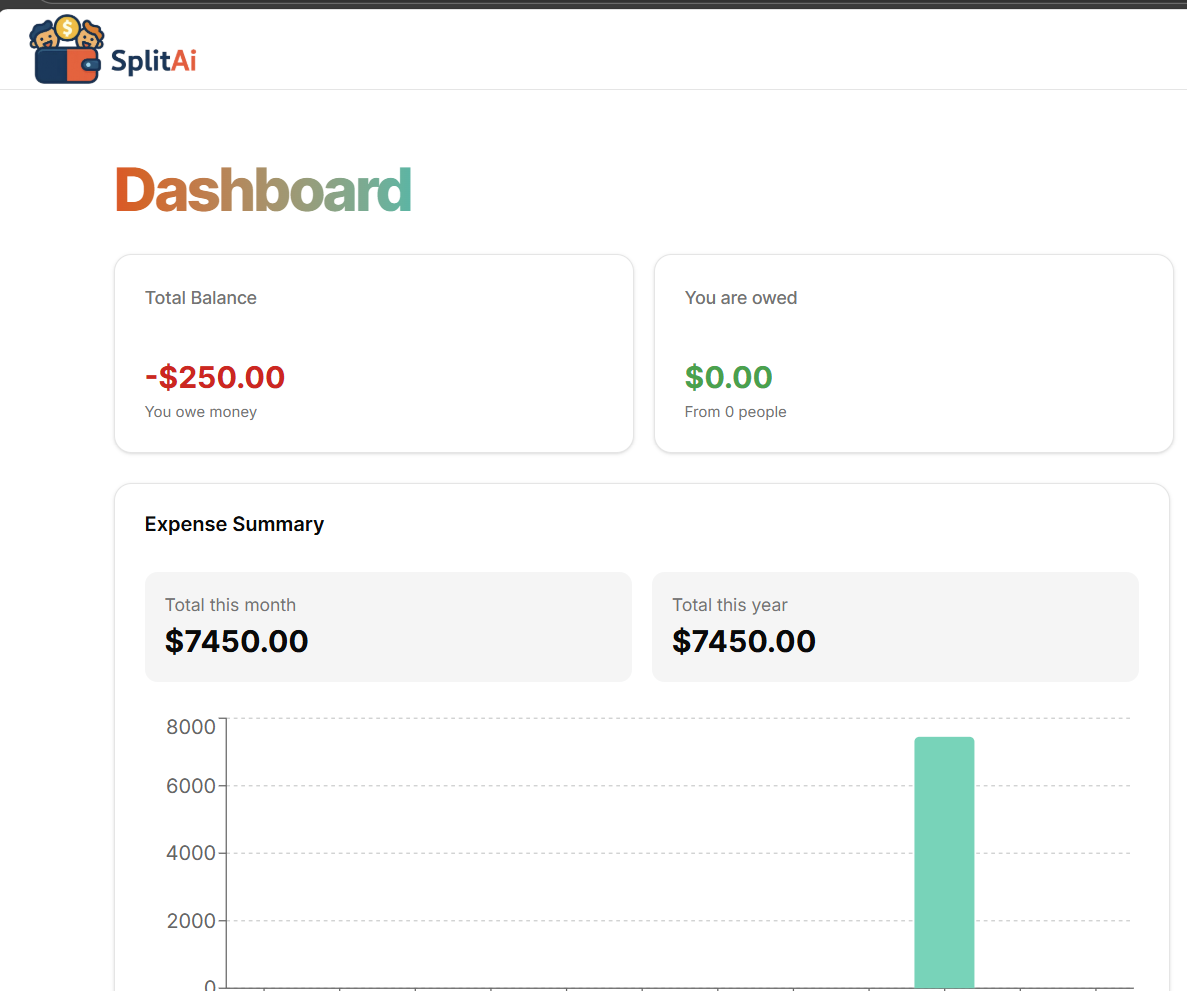 $
SplitAi
Dashboard
Total Balance
-$250.00
You owe money
You are owed
$0.00
From 0 people
Expense Summary
Total this month
$7450.00
Total this year
$7450.00
8000
6000
4000
2000
0